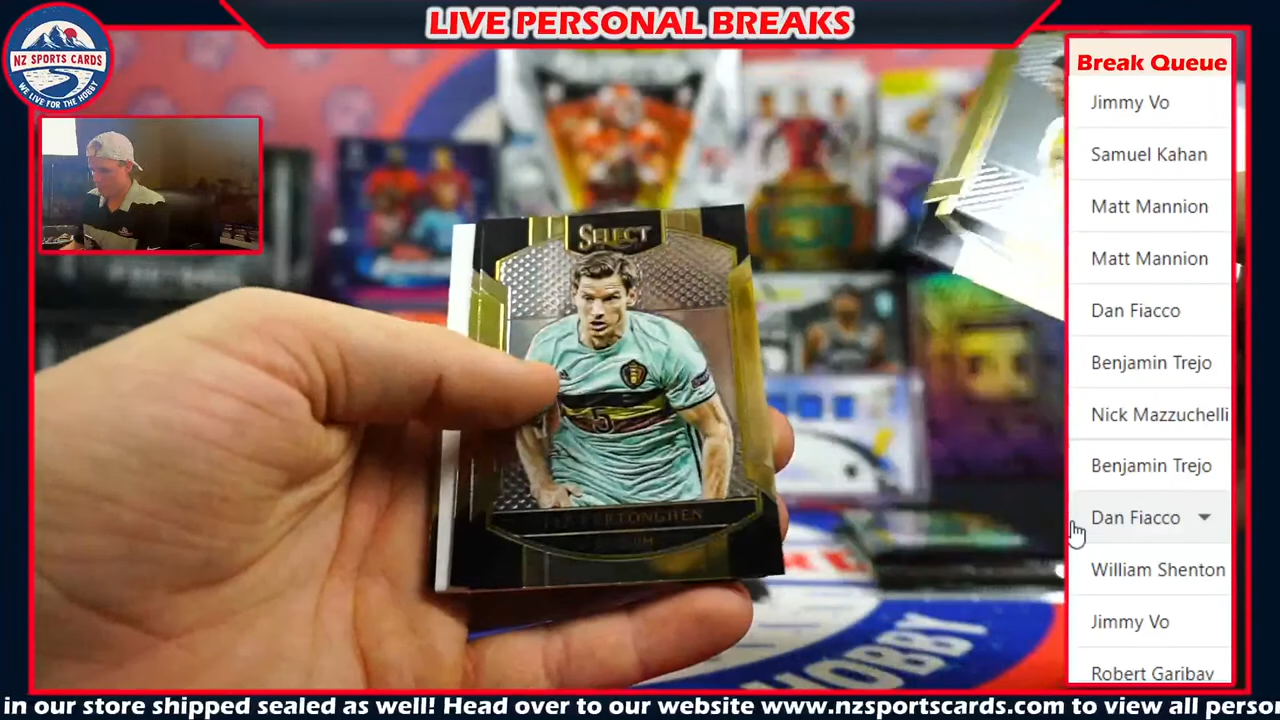 LIVE PERSONAL BREAKS
NZ SPORTS CARDS
WE LIVE FOR THE HOBBY
Break Queue
Jimmy Vo
Samuel Kahan
Matt Mannion
Matt Mannion
Dan Fiacco
Benjamin Trejo
Nick Mazzuchelli
Benjamin Trejo
Dan Fiacco
William Shenton
Jimmy Vo
Robert Garibay
SELECT
5
VERTONGHEN
HOBBY
in our store shipped sealed as well! Head over to our website www.nzsportscards.com to view all perso